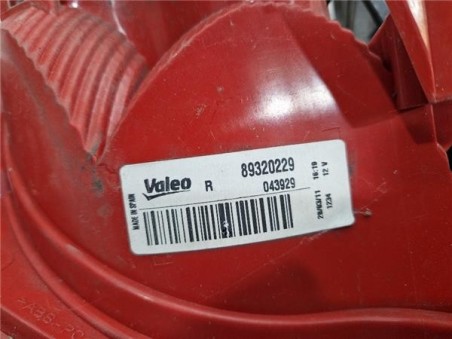 Valeo R 89320229
043929
MADE IN SPAIN
16:19 12 V
29/03/11 1234